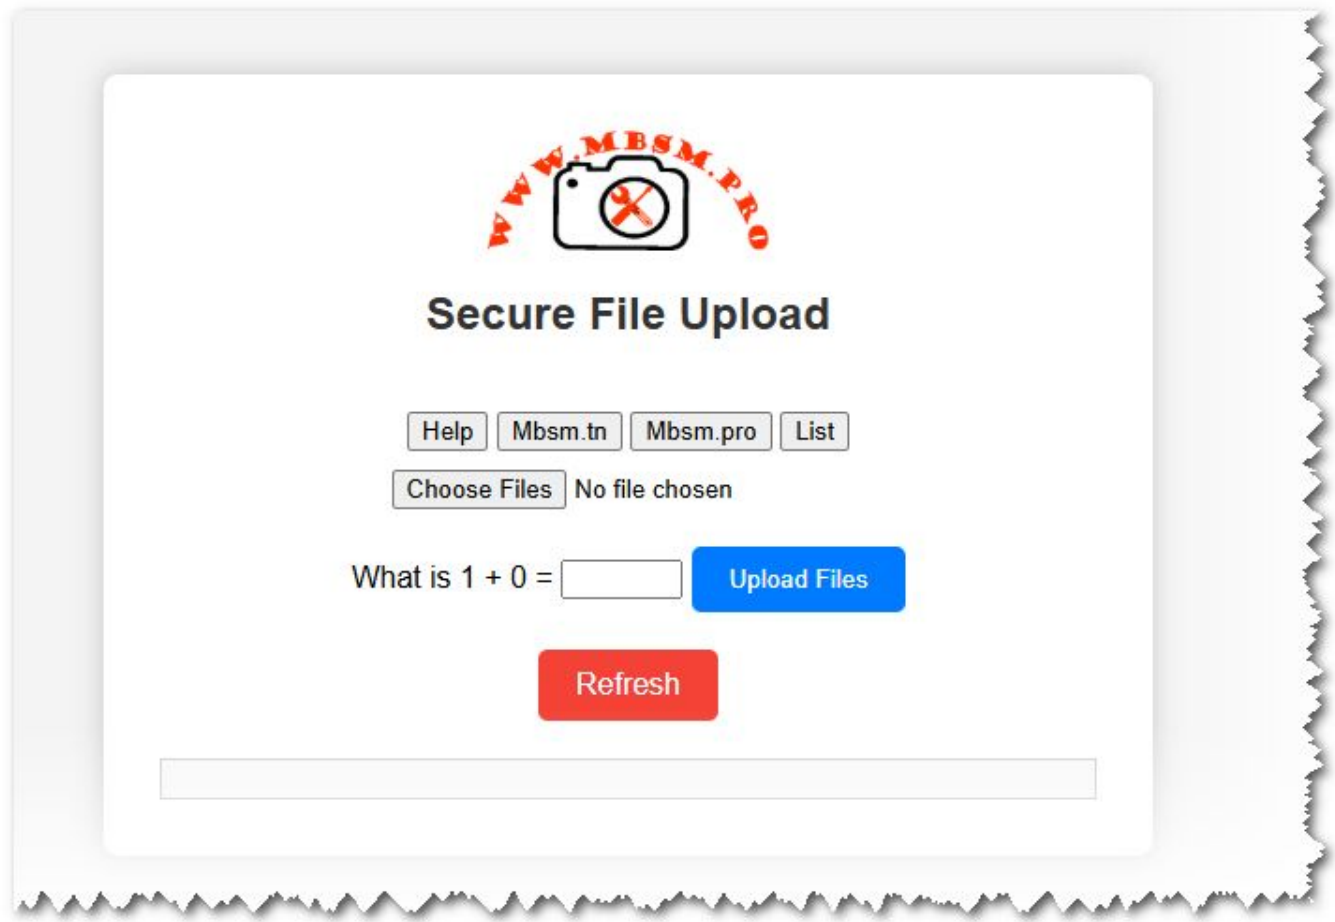 WWW.MBSM.PRO
Secure File Upload
Help Mbsm.tn Mbsm.pro List
Choose Files No file chosen
What is 1 + 0 = Upload Files
Refresh